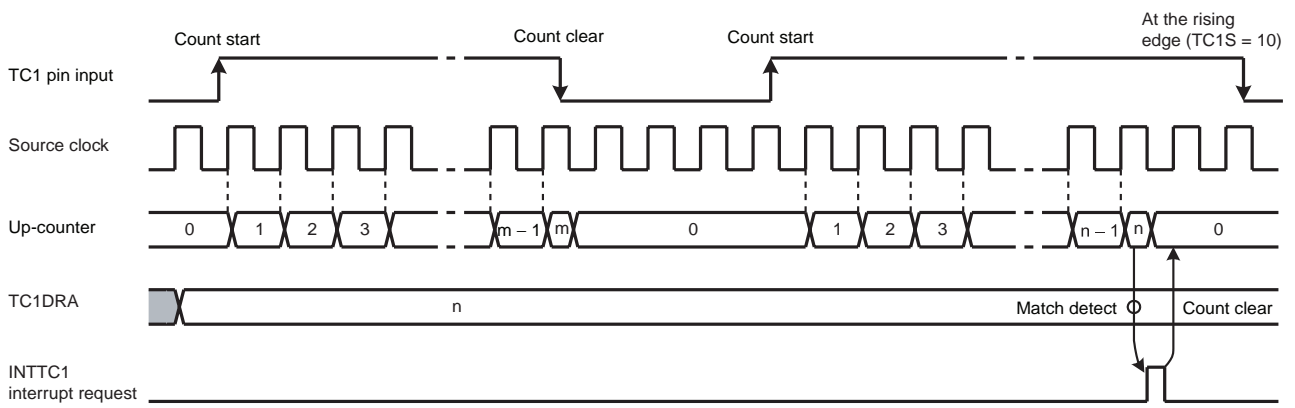 At the rising
edge (TC1S = 10)
Count start
Count clear
Count start
TC1 pin input
Source clock
Up-counter
0 1 2 3 m – 1 m 0 1 2 3 n – 1 n 0
TC1DRA
n
Match detect
Count clear
INTTC1
interrupt request